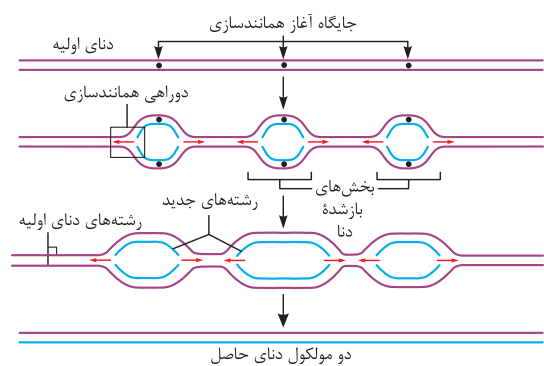 جایگاه آغاز همانندسازی
دنای اولیه
دوراهی همانندسازی
بخش‌های
بازشدهٔ
دنا
رشته‌های جدید
رشته‌های دنای اولیه
دو مولکول دنای حاصل